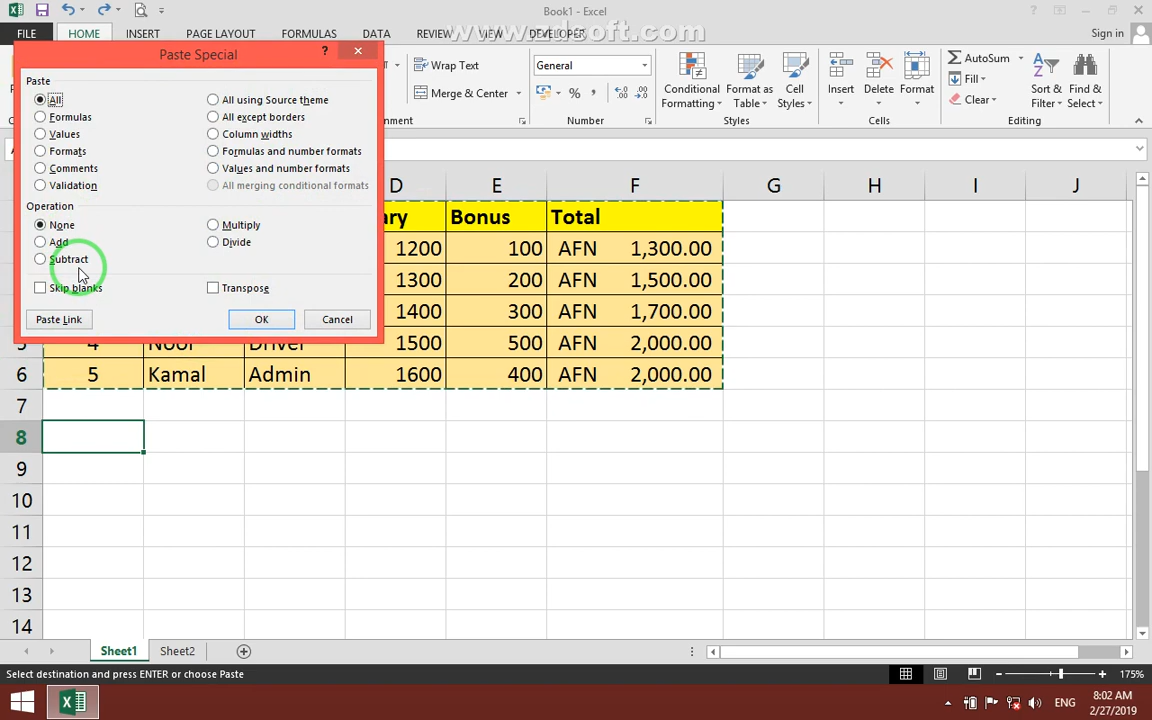 Book1 - Excel
www.zdsoft.com
FILE HOME INSERT PAGE LAYOUT FORMULAS DATA REVIEW VIEW DEVELOPER Sign in
Paste Special
Paste
All
All using Source theme
Formulas
All except borders
Values
Column widths
Formats
Formulas and number formats
Comments
Values and number formats
Validation
All merging conditional formats
Operation
None
Multiply
Add
Divide
Subtract
Skip blanks
Transpose
Paste Link OK Cancel
Wrap Text
Merge & Center
General
% ,
Number
Conditional Formatting
Format as Table
Cell Styles
Styles
Insert Delete Format
Cells
AutoSum
Fill
Clear
Sort & Filter
Find & Select
Editing
D E F G H I J
Bonus Total
1200 100 AFN 1,300.00
1300 200 AFN 1,500.00
1400 300 AFN 1,700.00
4 Noor Driver 1500 500 AFN 2,000.00
6 5 Kamal Admin 1600 400 AFN 2,000.00
7
8
9
10
11
12
13
14
Sheet1 Sheet2
Select destination and press ENTER or choose Paste 175%
ENG
8:02 AM
2/27/2019